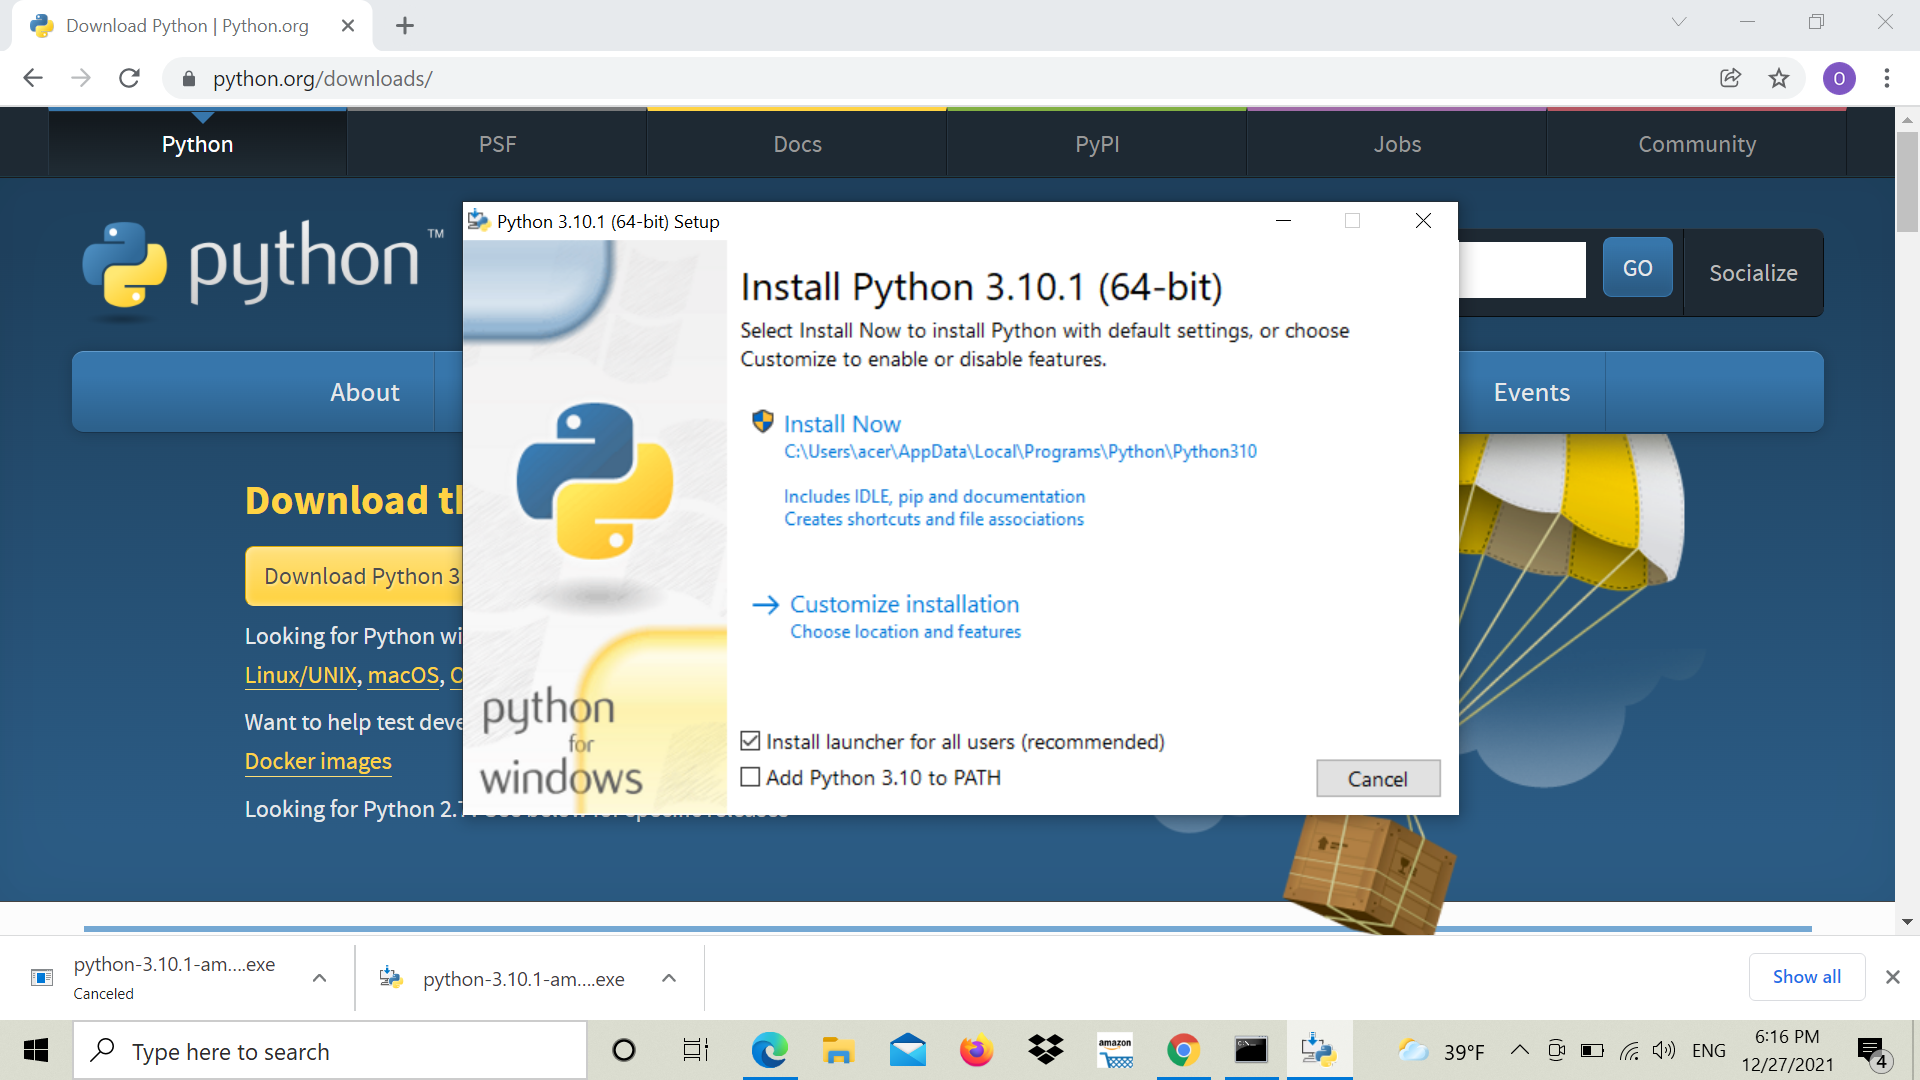 Download Python | Python.org
python.org/downloads/
O
Python PSF Docs PyPI Jobs Community
python™
GO Socialize
About Events
Python 3.10.1 (64-bit) Setup
Install Python 3.10.1 (64-bit)
Select Install Now to install Python with default settings, or choose
Customize to enable or disable features.
Install Now
C:\Users\acer\AppData\Local\Programs\Python\Python310
Includes IDLE, pip and documentation
Creates shortcuts and file associations
Customize installation
Choose location and features
Install launcher for all users (recommended)
Add Python 3.10 to PATH
Cancel
python
for
windows
Download
Download Python 3.
Looking for Python
Linux/UNIX, macOS,
Want to help test
Docker images
Looking for Python 2.7
python-3.10.1-am....exe
Canceled
python-3.10.1-am....exe
Show all
Type here to search
amazon
39°F
ENG
6:16 PM
12/27/2021
4